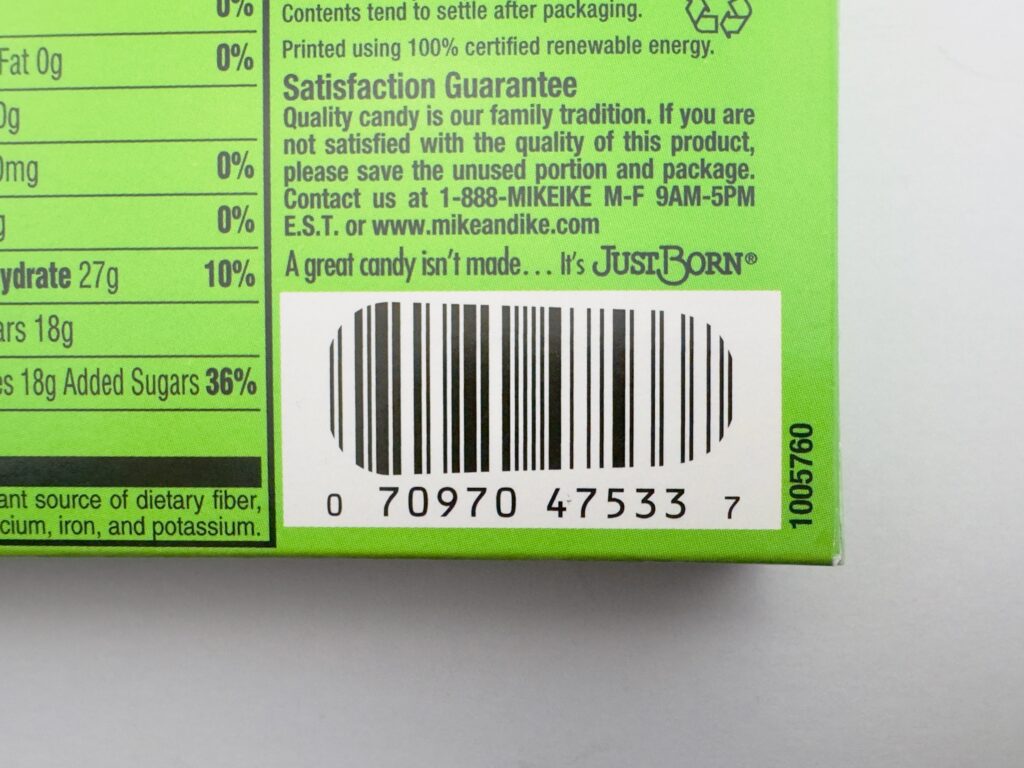 0%
Fat 0g 0%
0g
0mg 0%
g 0%
ydrate 27g 10%
ars 18g
es 18g Added Sugars 36%
ant source of dietary fiber,
cium, iron, and potassium.
Contents tend to settle after packaging.
Printed using 100% certified renewable energy.
Satisfaction Guarantee
Quality candy is our family tradition. If you are
not satisfied with the quality of this product,
please save the unused portion and package.
Contact us at 1-888-MIKEIKE M-F 9AM-5PM
E.S.T. or www.mikeandike.com
A great candy isn't made... It's JUST BORN®
0 70970 47533 7
1005760